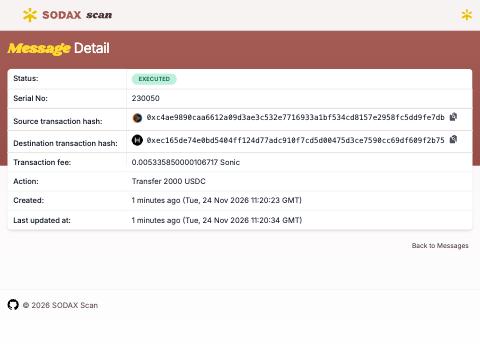 SODAX scan
Message Detail
Status: EXECUTED
Serial No: 230050
Source transaction hash: 0xc4ae9890caa6612a09d3ae3c532e7716933a1bf534cd8157e2958fc5dd9fe7db
Destination transaction hash: 0xec165de74e0bd5404ff124d77adc910f7cd5d00475d3ce7590cc69df609f2b75
Transaction fee: 0.005335850000106717 Sonic
Action: Transfer 2000 USDC
Created: 1 minutes ago (Tue, 24 Nov 2026 11:20:23 GMT)
Last updated at: 1 minutes ago (Tue, 24 Nov 2026 11:20:34 GMT)
Back to Messages
© 2026 SODAX Scan